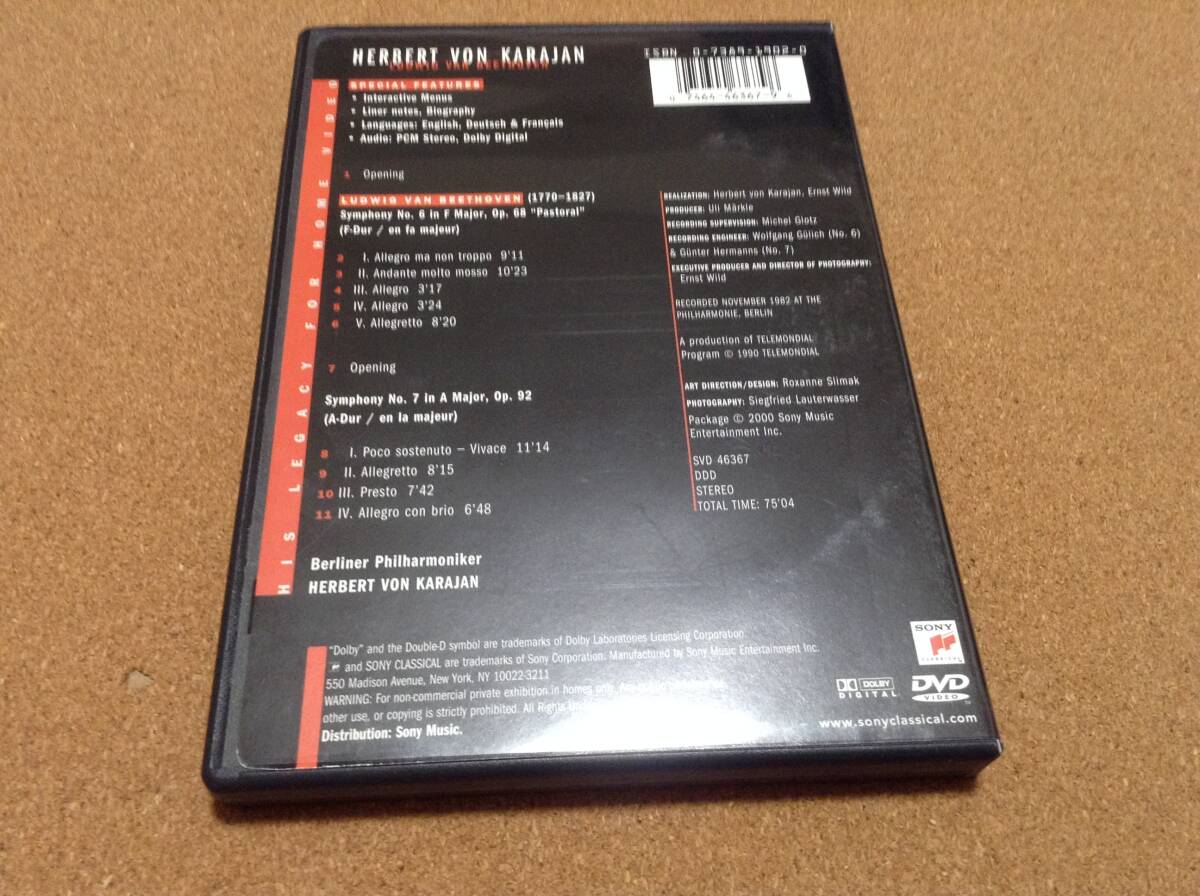 HERBERT VON KARAJAN
LUDWIG VAN BEETHOVEN
ISBN 0-7389-1902-0
HIS LEGACY FOR HOME VIDEO
SPECIAL FEATURES
Interactive Menus
Liner notes, Biography
Languages: English, Deutsch & Français
Audio: PCM Stereo, Dolby Digital
1 Opening
LUDWIG VAN BEETHOVEN (1770–1827)
Symphony No. 6 in F Major, Op. 68 "Pastoral"
(F-Dur / en fa majeur)
2 I. Allegro ma non troppo 9'11
3 II. Andante molto mosso 10'23
4 III. Allegro 3'17
5 IV. Allegro 3'24
6 V. Allegretto 8'20
7 Opening
Symphony No. 7 in A Major, Op. 92
(A-Dur / en la majeur)
8 I. Poco sostenuto – Vivace 11'14
9 II. Allegretto 8'15
10 III. Presto 7'42
11 IV. Allegro con brio 6'48
Berliner Philharmoniker
HERBERT VON KARAJAN
REALIZATION: Herbert von Karajan, Ernst Wild
PRODUCER: Uli Märkle
RECORDING SUPERVISION: Michel Glotz
RECORDING ENGINEER: Wolfgang Gülich (No. 6)
& Günter Hermanns (No. 7)
EXECUTIVE PRODUCER AND DIRECTOR OF PHOTOGRAPHY:
Ernst Wild
RECORDED NOVEMBER 1982 AT THE
PHILHARMONIE, BERLIN
A production of TELEMONDIAL
Program © 1990 TELEMONDIAL
ART DIRECTION/DESIGN: Roxanne Slimak
PHOTOGRAPHY: Siegfried Lauterwasser
Package © 2000 Sony Music
Entertainment Inc.
SVD 46367
DDD
STEREO
TOTAL TIME: 75'04
"Dolby" and the Double-D symbol are trademarks of Dolby Laboratories Licensing Corporation.
and SONY CLASSICAL are trademarks of Sony Corporation. Manufactured by Sony Music Entertainment Inc.
550 Madison Avenue, New York, NY 10022-3211
WARNING: For non-commercial private exhibition in homes only.
other use, or copying is strictly prohibited. All Rights
Distribution: Sony Music.
SONY
CLASSICAL
DOLBY
DIGITAL
DVD
VIDEO
www.sonyclassical.com